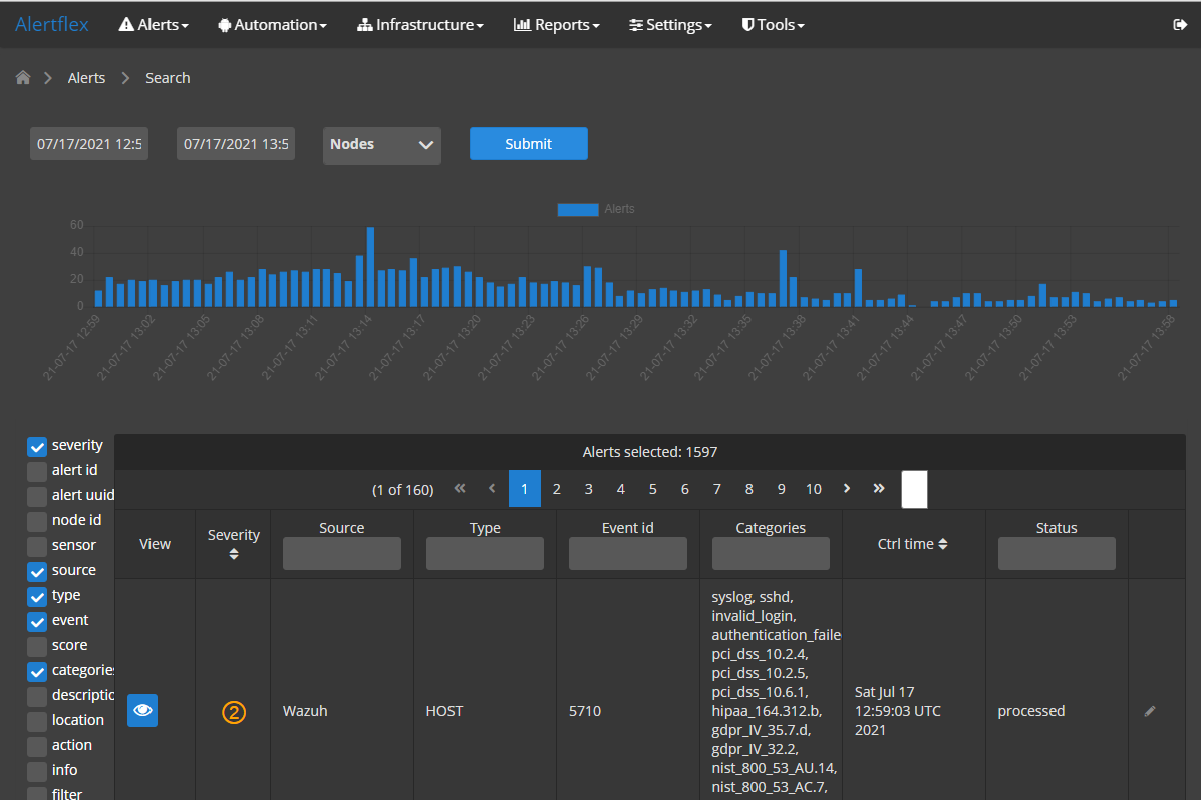 Alertflex Alerts Automation Infrastructure Reports Settings Tools
Alerts Search
07/17/2021 12:5 07/17/2021 13:5 Nodes Submit
Alerts
60
40
20
0
21-07-17 12:59 21-07-17 13:02 21-07-17 13:05 21-07-17 13:08 21-07-17 13:11 21-07-17 13:14 21-07-17 13:17 21-07-17 13:20 21-07-17 13:23 21-07-17 13:26 21-07-17 13:29 21-07-17 13:32 21-07-17 13:35 21-07-17 13:38 21-07-17 13:41 21-07-17 13:44 21-07-17 13:47 21-07-17 13:50 21-07-17 13:53 21-07-17 13:58
severity
alert id
alert uuid
node id
sensor
source
type
event
score
categories
descriptio
location
action
info
filter
Alerts selected: 1597
(1 of 160) 1 2 3 4 5 6 7 8 9 10
View Severity Source Type Event id Categories Ctrl time Status
2 Wazuh HOST 5710
syslog, sshd,
invalid_login,
authentication_faile
pci_dss_10.2.4,
pci_dss_10.2.5,
pci_dss_10.6.1,
hipaa_164.312.b,
gdpr_IV_35.7.d,
gdpr_IV_32.2,
nist_800_53_AU.14,
nist_800_53_AC.7,
Sat Jul 17
12:59:03 UTC
2021
processed